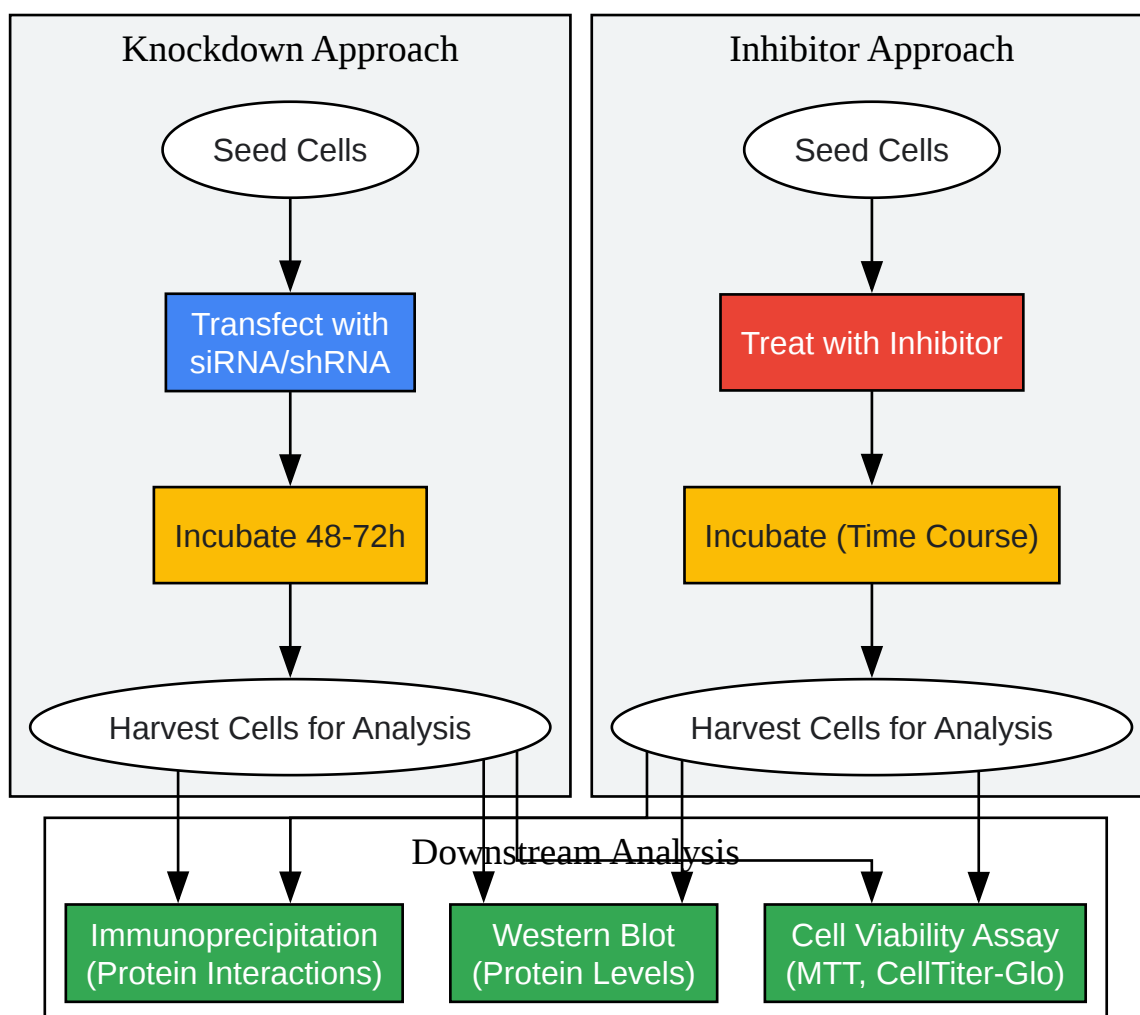 Knockdown Approach
Seed Cells
Transfect with
siRNA/shRNA
Incubate 48-72h
Harvest Cells for Analysis
Inhibitor Approach
Seed Cells
Treat with Inhibitor
Incubate (Time Course)
Harvest Cells for Analysis
Downstream Analysis
Immunoprecipitation
(Protein Interactions)
Western Blot
(Protein Levels)
Cell Viability Assay
(MTT, CellTiter-Glo)